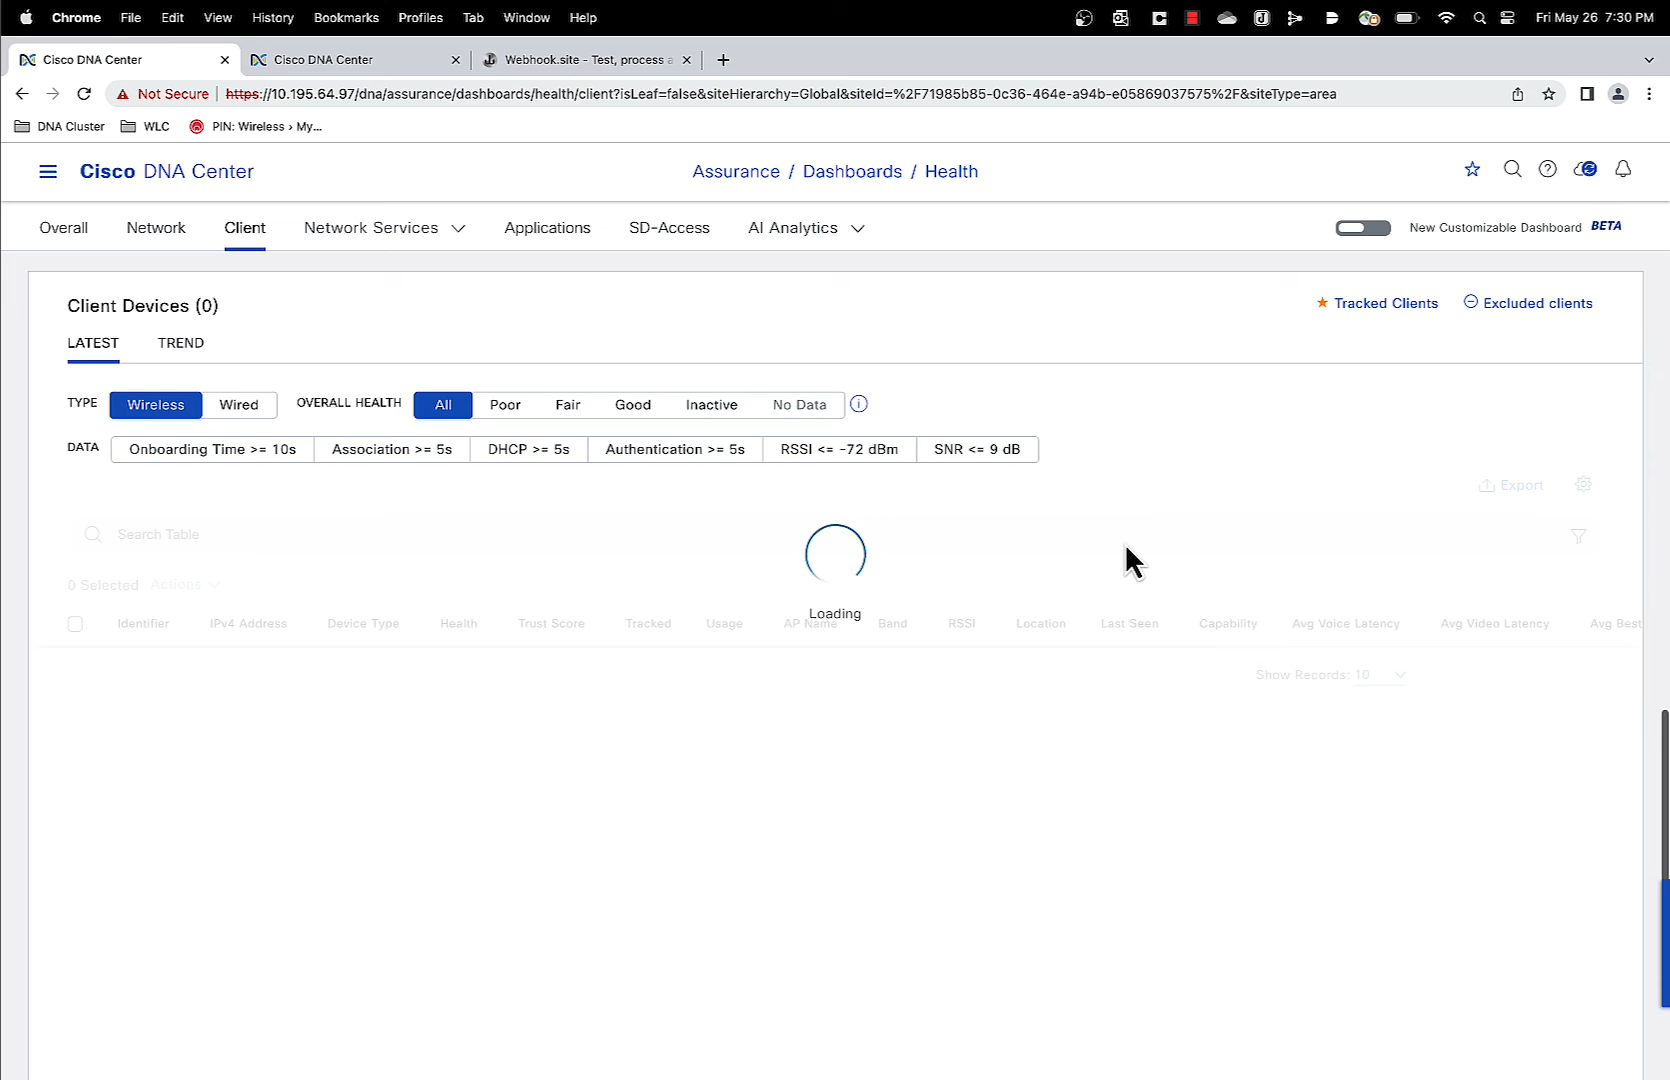 Chrome File Edit View History Bookmarks Profiles Tab Window Help Fri May 26 7:30 PM
Cisco DNA Center Cisco DNA Center Webhook.site - Test, process a
Not Secure https://10.195.64.97/dna/assurance/dashboards/health/client?isLeaf=false&siteHierarchy=Global&siteId=%2F71985b85-0c36-464e-a94b-e05869037575%2F&siteType=area
DNA Cluster WLC PIN: Wireless › My...
Cisco DNA Center Assurance / Dashboards / Health
Overall Network Client Network Services Applications SD-Access AI Analytics New Customizable Dashboard BETA
Client Devices (0) Tracked Clients Excluded clients
LATEST TREND
TYPE Wireless Wired OVERALL HEALTH All Poor Fair Good Inactive No Data
DATA Onboarding Time >= 10s Association >= 5s DHCP >= 5s Authentication >= 5s RSSI <= -72 dBm SNR <= 9 dB
Export
Search Table
0 Selected Actions
Loading
Identifier IPv4 Address Device Type Health Trust Score Tracked Usage AP Name Band RSSI Location Last Seen Capability Avg Voice Latency Avg Video Latency Avg Best
Show Records: 10